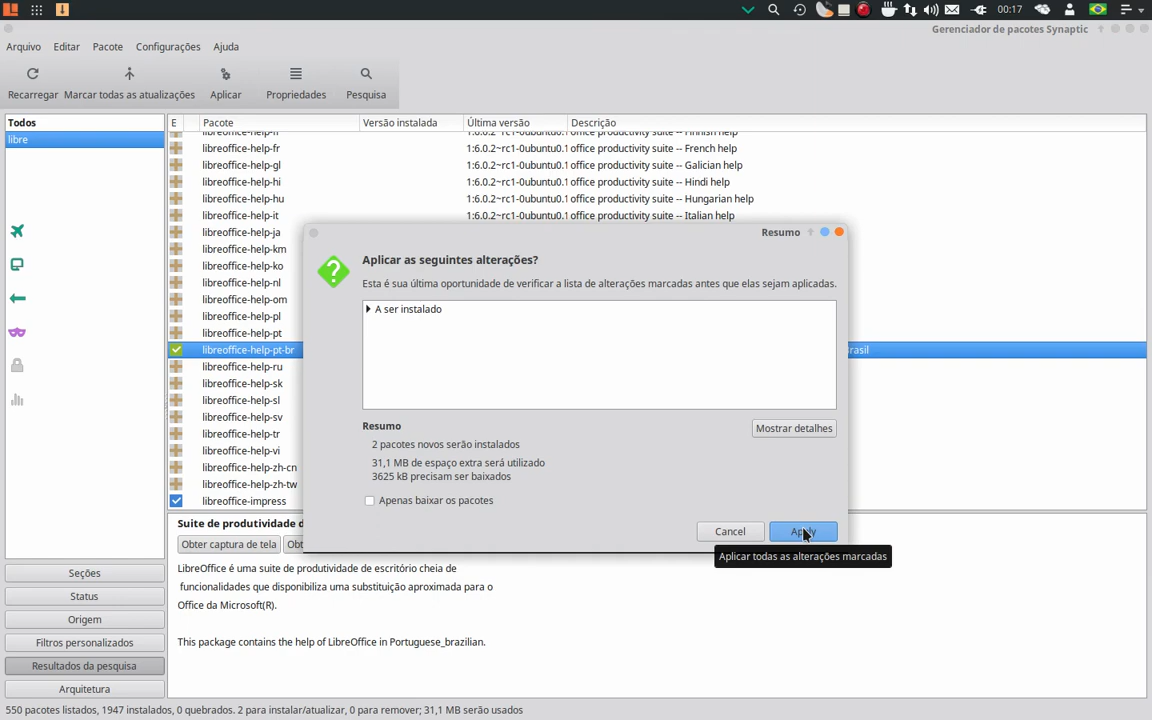 00:17
Gerenciador de pacotes Synaptic
Arquivo Editar Pacote Configurações Ajuda
Recarregar Marcar todas as atualizações Aplicar Propriedades Pesquisa
Todos
libre
E Pacote Versão instalada Última versão Descrição
office productivity suite -- Finnish help
libreoffice-help-fr 1:6.0.2~rc1-0ubuntu0.1 office productivity suite -- French help
libreoffice-help-gl 1:6.0.2~rc1-0ubuntu0.1 office productivity suite -- Galician help
libreoffice-help-hi 1:6.0.2~rc1-0ubuntu0.1 office productivity suite -- Hindi help
libreoffice-help-hu 1:6.0.2~rc1-0ubuntu0.1 office productivity suite -- Hungarian help
libreoffice-help-it 1:6.0.2~rc1-0ubuntu0.1 office productivity suite -- Italian help
libreoffice-help-ja
libreoffice-help-km
libreoffice-help-ko
libreoffice-help-nl
libreoffice-help-om
libreoffice-help-pl
libreoffice-help-pt
libreoffice-help-pt-br rasil
libreoffice-help-ru
libreoffice-help-sk
libreoffice-help-sl
libreoffice-help-sv
libreoffice-help-tr
libreoffice-help-vi
libreoffice-help-zh-cn
libreoffice-help-zh-tw
libreoffice-impress
Resumo
Aplicar as seguintes alterações?
Esta é sua última oportunidade de verificar a lista de alterações marcadas antes que elas sejam aplicadas.
A ser instalado
Resumo
Mostrar detalhes
2 pacotes novos serão instalados
31,1 MB de espaço extra será utilizado
3625 kB precisam ser baixados
Apenas baixar os pacotes
Cancel Apply
Aplicar todas as alterações marcadas
Suite de produtividade d
Obter captura de tela Obt
LibreOffice é uma suite de produtividade de escritório cheia de
funcionalidades que disponibiliza uma substituição aproximada para o
Office da Microsoft(R).
This package contains the help of LibreOffice in Portuguese_brazilian.
Seções
Status
Origem
Filtros personalizados
Resultados da pesquisa
Arquitetura
550 pacotes listados, 1947 instalados, 0 quebrados. 2 para instalar/atualizar, 0 para remover; 31,1 MB serão usados